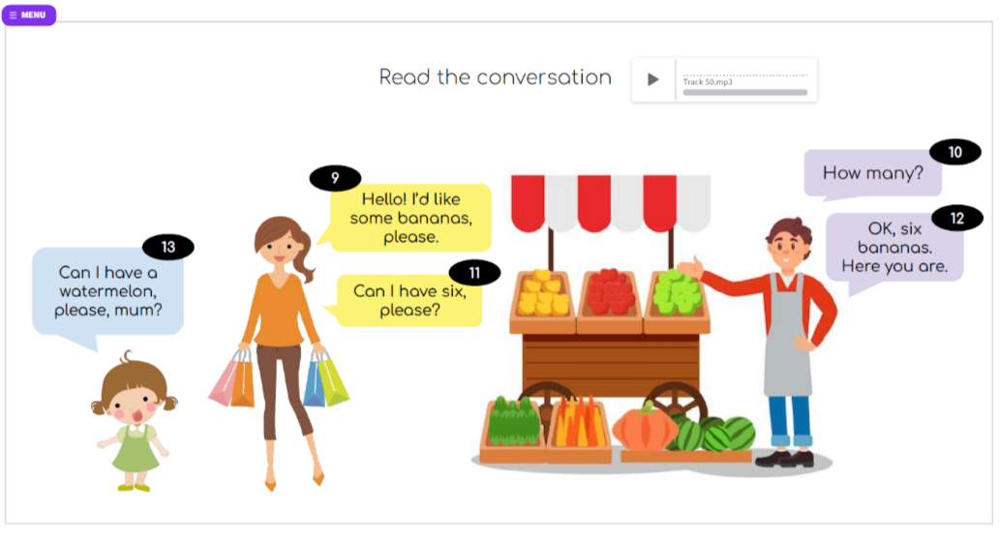 ☰ MENU
Read the conversation
Track 50.mp3
9
Hello! I'd like
some bananas,
please.
10
How many?
11
Can I have six,
please?
12
OK, six
bananas.
Here you are.
13
Can I have a
watermelon,
please, mum?